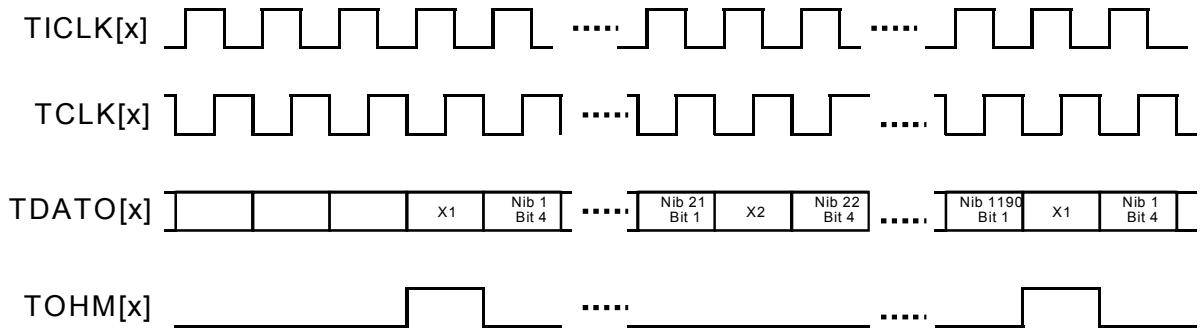 TICLK[x]
TCLK[x]
TDATO[x]
X1
Nib 1
Bit 4
Nib 21
Bit 1
X2
Nib 22
Bit 4
Nib 1190
Bit 1
X1
Nib 1
Bit 4
TOHM[x]